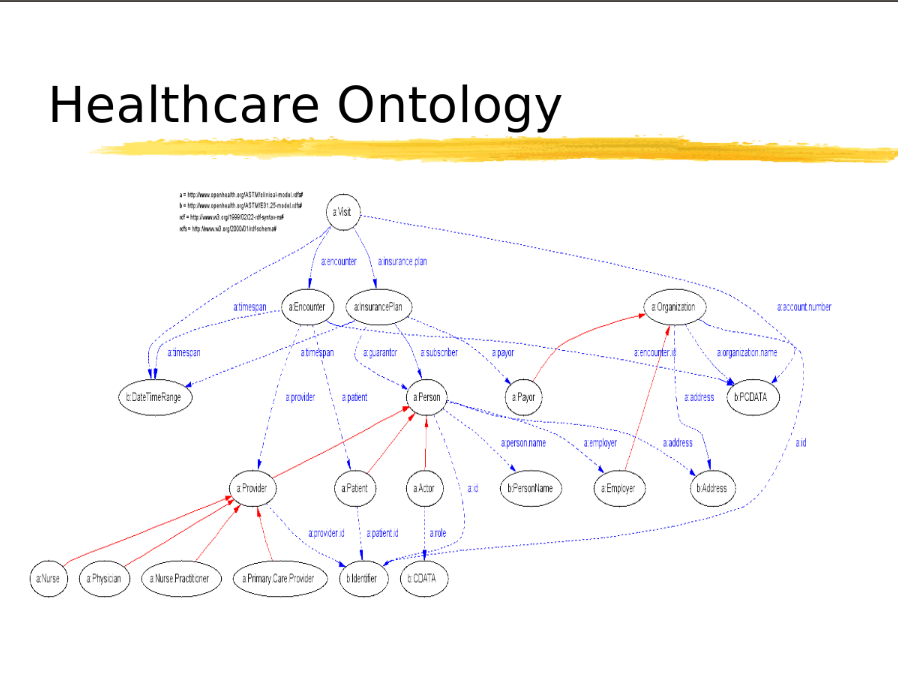 Healthcare Ontology
a = http://www.openhealth.org/ASTM/clinical-model.rdfs#
b = http://www.openhealth.org/ASTM/E31.25-model.rdfs#
rdf = http://www.w3.org/1999/02/22-rdf-syntax-ns#
rdfs = http://www.w3.org/2000/01/rdf-schema#
a:Visit
a:encounter
a:insurance.plan
a:timespan
a:Encounter
a:InsurancePlan
a:Organization
a:account.number
a:timespan
a:timespan
a:guarantor
a:subscriber
a:payor
a:encounter.id
a:organization.name
b:DateTimeRange
a:provider
a:patient
a:Person
a:Payor
a:address
b:PCDATA
a:person.name
a:employer
a:address
a:id
a:Provider
a:Patient
a:Actor
a:id
b:PersonName
a:Employer
b:Address
a:provider.id
a:patient.id
a:role
a:Nurse
a:Physician
a:Nurse.Practitioner
a:Primary.Care.Provider
b:Identifier
b:CDATA